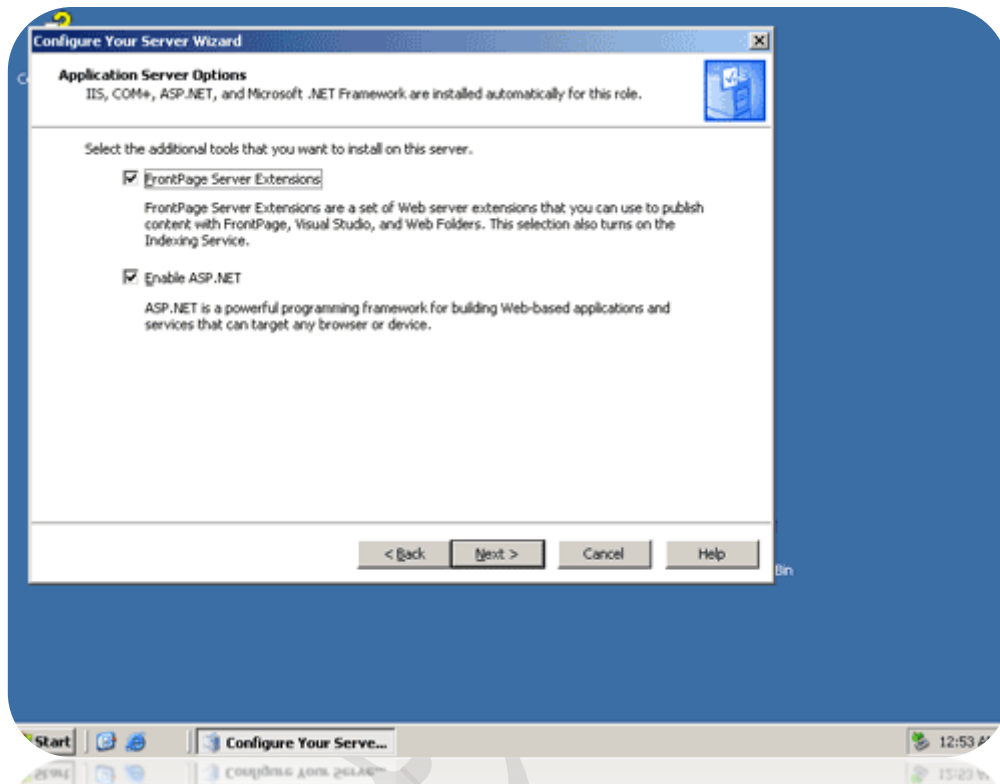 Configure Your Server Wizard
Application Server Options
IIS, COM+, ASP.NET, and Microsoft .NET Framework are installed automatically for this role.
Select the additional tools that you want to install on this server.
FrontPage Server Extensions
FrontPage Server Extensions are a set of Web server extensions that you can use to publish
content with FrontPage, Visual Studio, and Web Folders. This selection also turns on the
Indexing Service.
Enable ASP.NET
ASP.NET is a powerful programming framework for building Web-based applications and
services that can target any browser or device.
< Back Next > Cancel Help
Bin
Start Configure Your Serve... 12:53